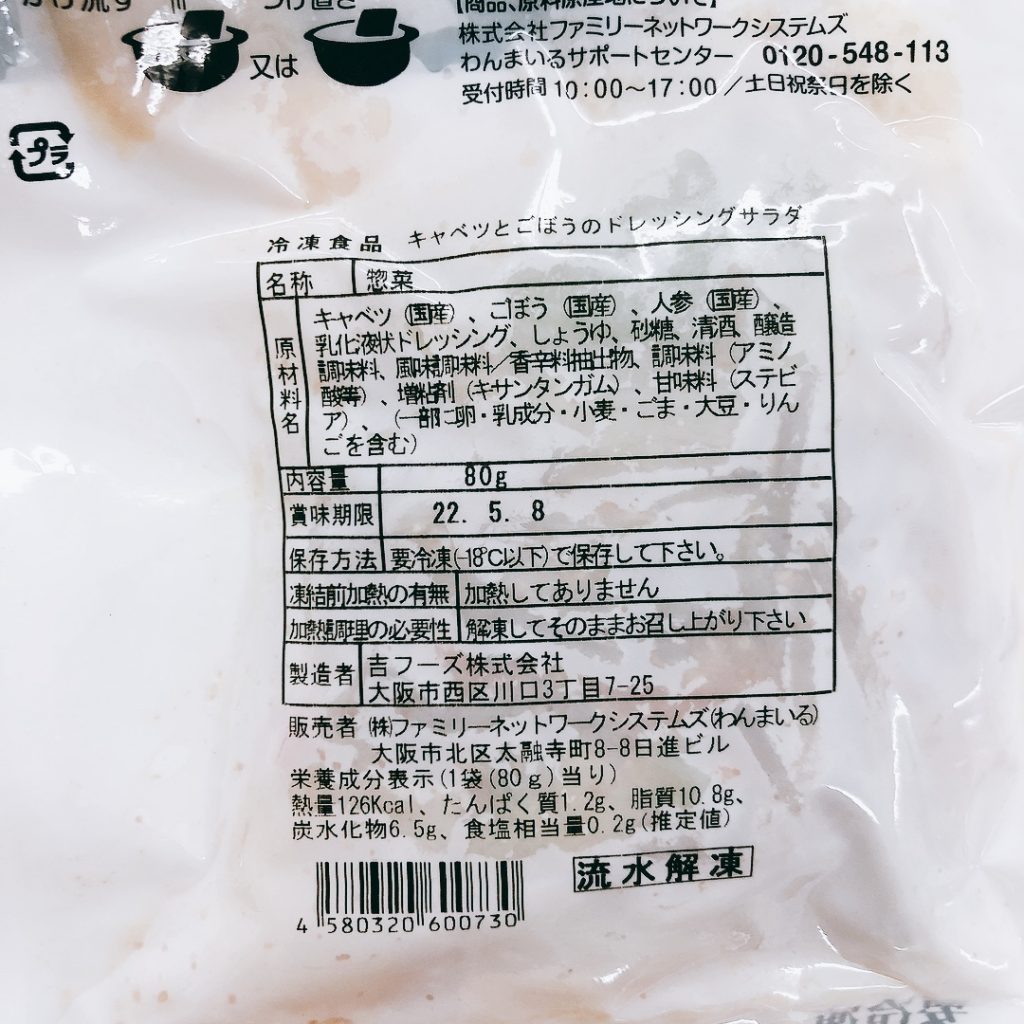 かけ流す
つけ置き
又は
【商品、原料原産地について】
株式会社ファミリーネットワークシステムズ
わんまいるサポートセンター 0120-548-113
受付時間10:00～17:00／土日祝祭日を除く
プラ
冷凍食品 キャベツとごぼうのドレッシングサラダ
名称 惣菜
原材料名
キャベツ（国産）、ごぼう（国産）、人参（国産）、
乳化液状ドレッシング、しょうゆ、砂糖、清酒、醸造
調味料、風味調味料／香辛料抽出物、調味料（アミノ
酸等）、増粘剤（キサンタンガム）、甘味料（ステビ
ア）、（一部に卵・乳成分・小麦・ごま・大豆・りん
ごを含む）
内容量 80g
賞味期限 22. 5. 8
保存方法 要冷凍(-18℃以下)で保存して下さい。
凍結前加熱の有無 加熱してありません
加熱調理の必要性 解凍してそのままお召し上がり下さい
製造者 吉フーズ株式会社
大阪市西区川口3丁目7-25
販売者 ㈱ファミリーネットワークシステムズ(わんまいる)
大阪市北区太融寺町8-8日進ビル
栄養成分表示(1袋(80g)当り)
熱量126Kcal、たんぱく質1.2g、脂質10.8g、
炭水化物6.5g、食塩相当量0.2g(推定値)
流水解凍
4 580320 600730